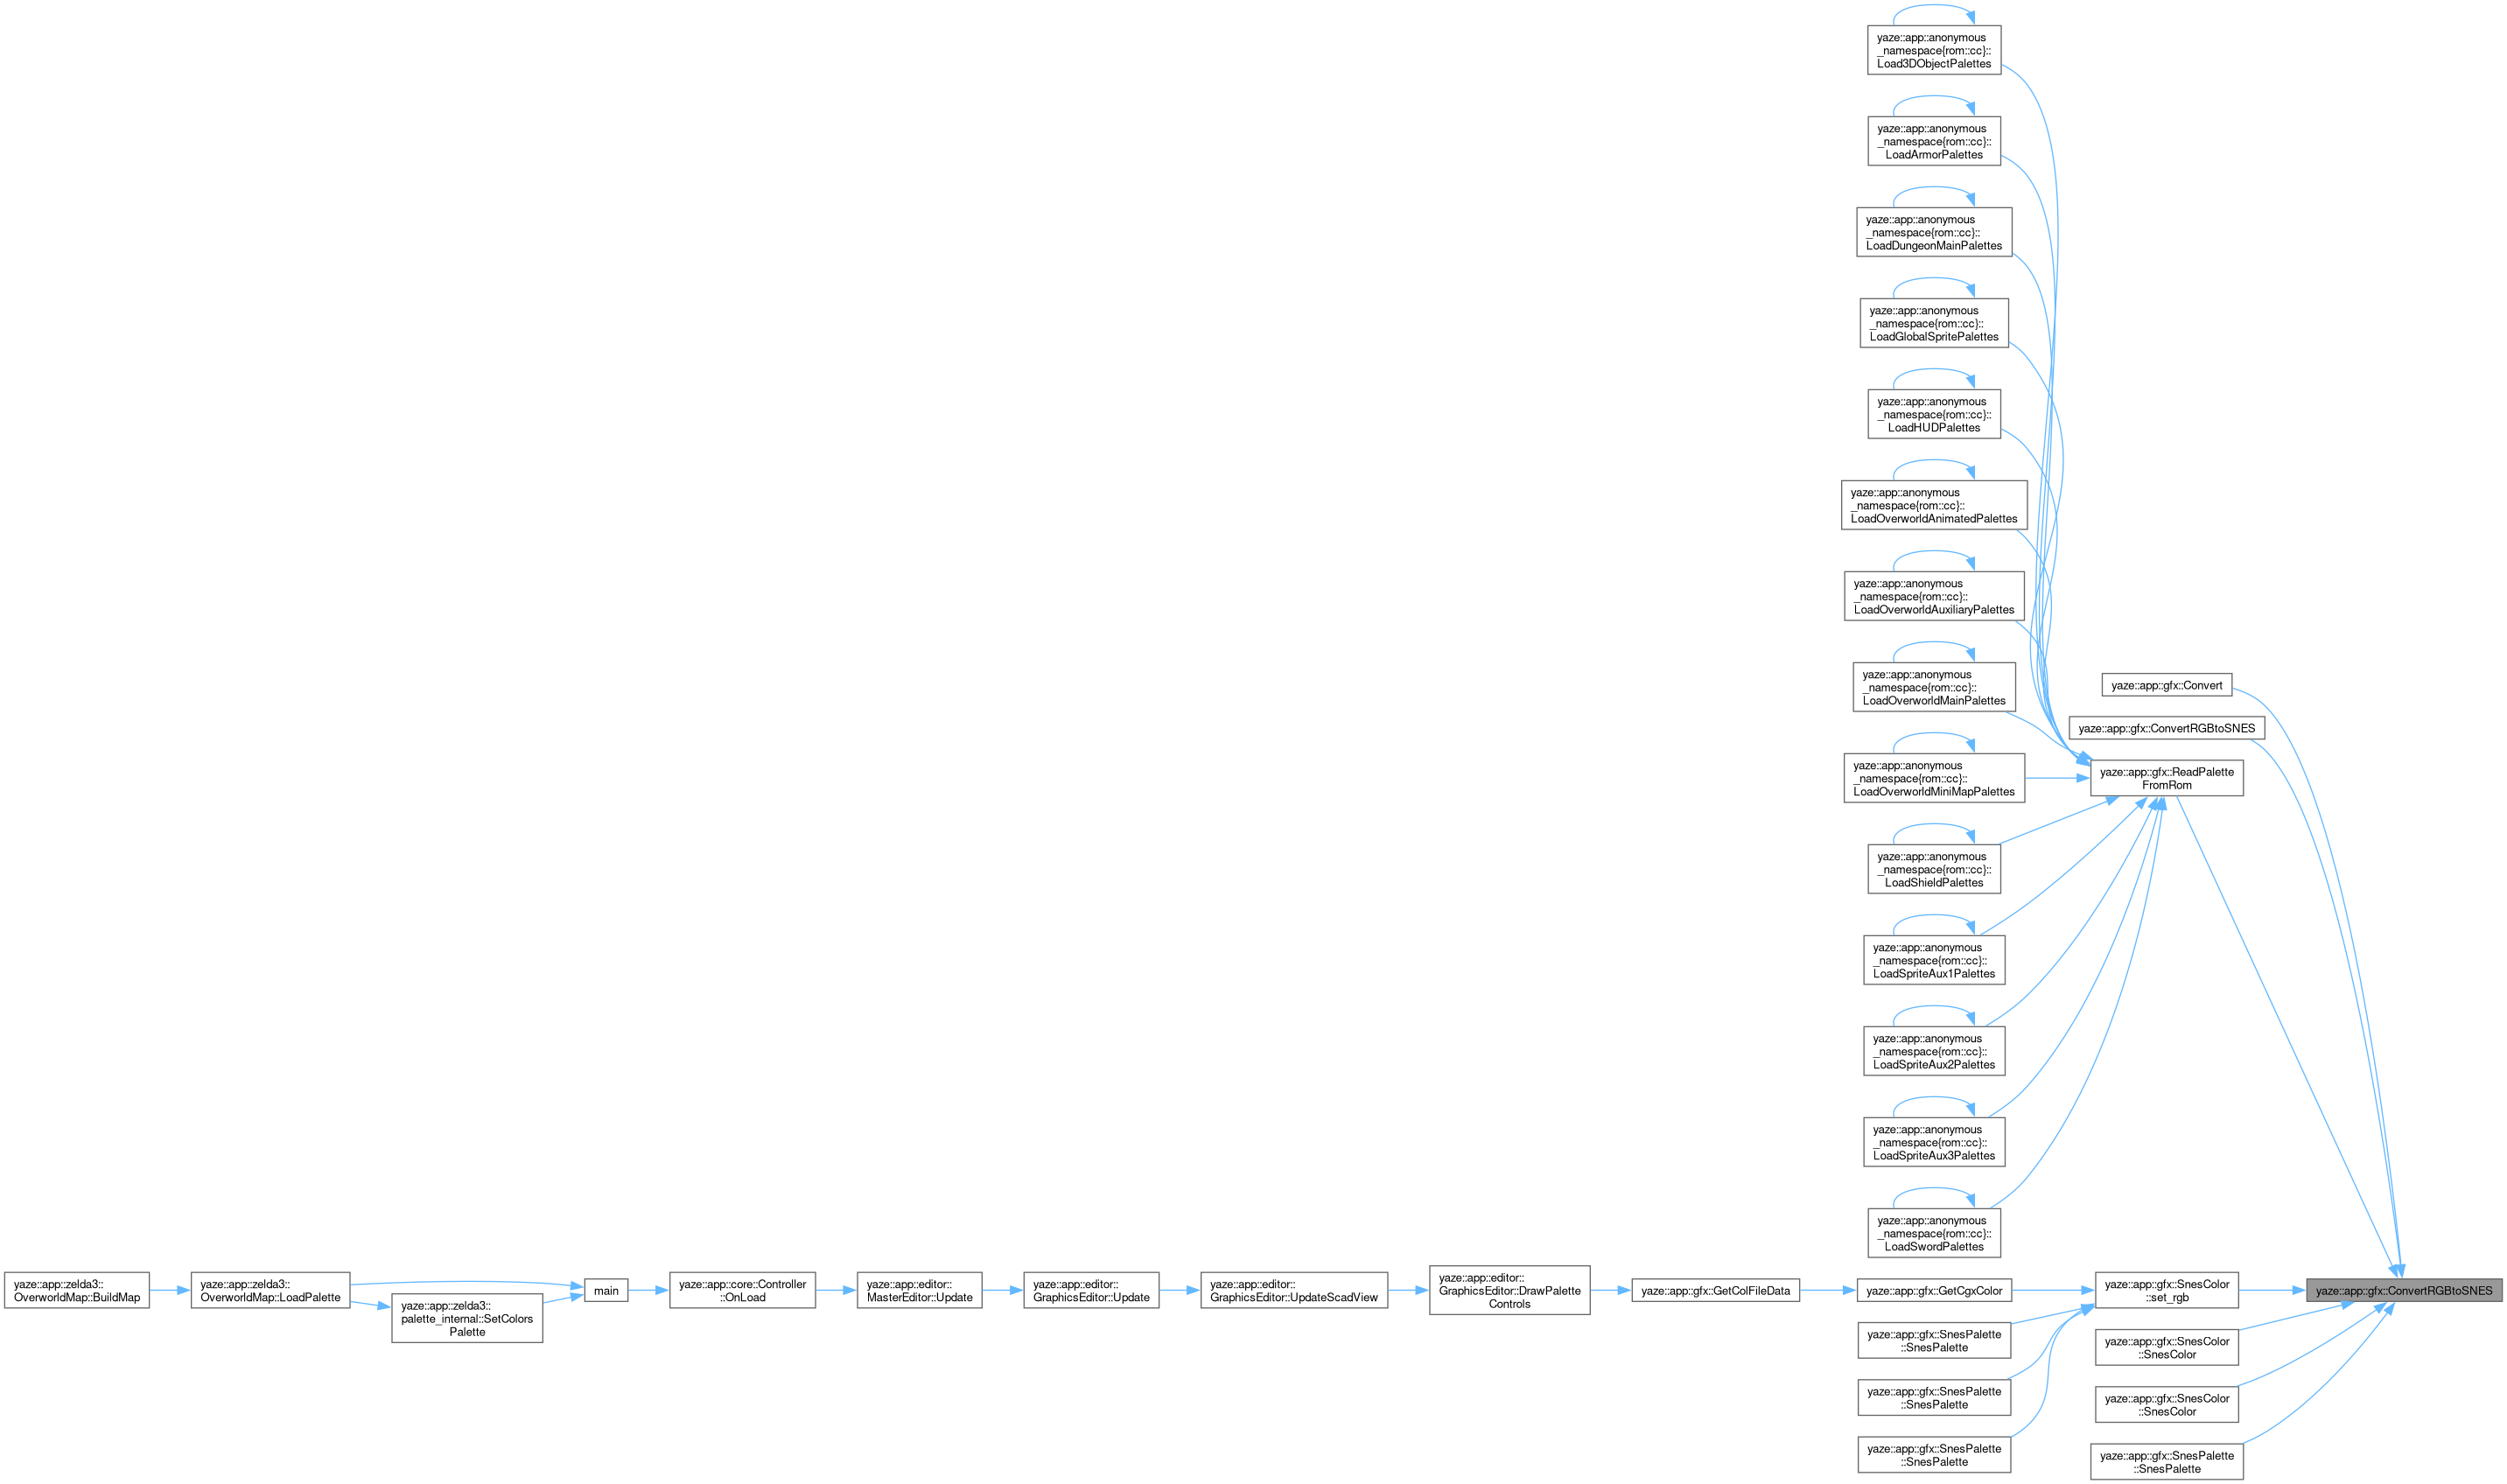 yaze::app::anonymous
_namespace{rom::cc}::
Load3DObjectPalettes
yaze::app::anonymous
_namespace{rom::cc}::
LoadArmorPalettes
yaze::app::anonymous
_namespace{rom::cc}::
LoadDungeonMainPalettes
yaze::app::anonymous
_namespace{rom::cc}::
LoadGlobalSpritePalettes
yaze::app::anonymous
_namespace{rom::cc}::
LoadHUDPalettes
yaze::app::anonymous
_namespace{rom::cc}::
LoadOverworldAnimatedPalettes
yaze::app::anonymous
_namespace{rom::cc}::
LoadOverworldAuxiliaryPalettes
yaze::app::anonymous
_namespace{rom::cc}::
LoadOverworldMainPalettes
yaze::app::gfx::Convert
yaze::app::gfx::ConvertRGBtoSNES
yaze::app::anonymous
_namespace{rom::cc}::
LoadOverworldMiniMapPalettes
yaze::app::gfx::ReadPalette
FromRom
yaze::app::anonymous
_namespace{rom::cc}::
LoadShieldPalettes
yaze::app::anonymous
_namespace{rom::cc}::
LoadSpriteAux1Palettes
yaze::app::anonymous
_namespace{rom::cc}::
LoadSpriteAux2Palettes
yaze::app::anonymous
_namespace{rom::cc}::
LoadSpriteAux3Palettes
yaze::app::anonymous
_namespace{rom::cc}::
LoadSwordPalettes
yaze::app::zelda3::
OverworldMap::BuildMap
yaze::app::zelda3::
OverworldMap::LoadPalette
yaze::app::zelda3::
palette_internal::SetColors
Palette
main
yaze::app::core::Controller
::OnLoad
yaze::app::editor::
MasterEditor::Update
yaze::app::editor::
GraphicsEditor::Update
yaze::app::editor::
GraphicsEditor::UpdateScadView
yaze::app::editor::
GraphicsEditor::DrawPalette
Controls
yaze::app::gfx::GetColFileData
yaze::app::gfx::GetCgxColor
yaze::app::gfx::SnesColor
::set_rgb
yaze::app::gfx::ConvertRGBtoSNES
yaze::app::gfx::SnesPalette
::SnesPalette
yaze::app::gfx::SnesColor
::SnesColor
yaze::app::gfx::SnesPalette
::SnesPalette
yaze::app::gfx::SnesColor
::SnesColor
yaze::app::gfx::SnesPalette
::SnesPalette
yaze::app::gfx::SnesPalette
::SnesPalette